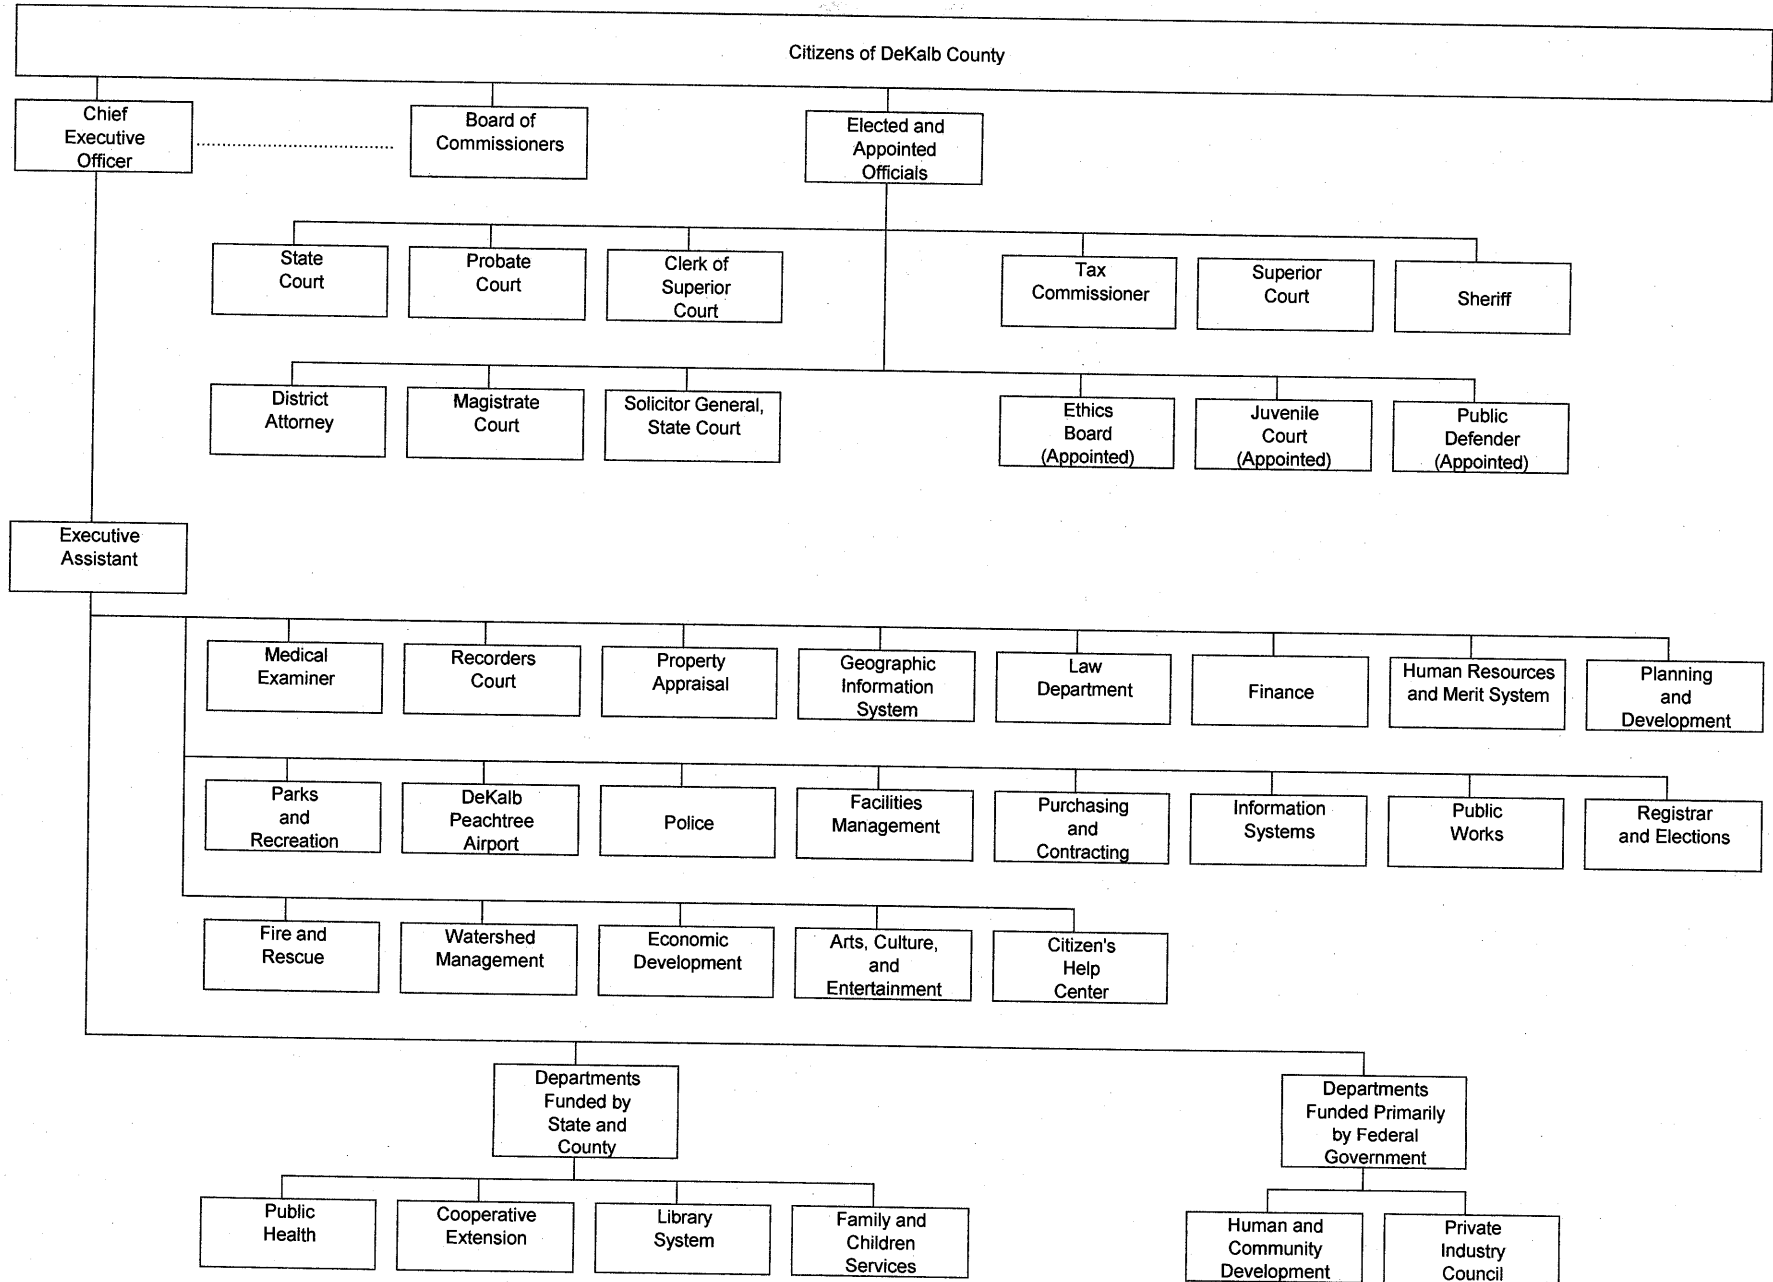 Citizens of DeKalb County
Chief
Executive
Officer
Board of
Commissioners
Elected and
Appointed
Officials
State
Court
Probate
Court
Clerk of
Superior
Court
Tax
Commissioner
Superior
Court
Sheriff
District
Attorney
Magistrate
Court
Solicitor General,
State Court
Ethics
Board
(Appointed)
Juvenile
Court
(Appointed)
Public
Defender
(Appointed)
Executive
Assistant
Medical
Examiner
Recorders
Court
Property
Appraisal
Geographic
Information
System
Law
Department
Finance
Human Resources
and Merit System
Planning
and
Development
Parks
and
Recreation
DeKalb
Peachtree
Airport
Police
Facilities
Management
Purchasing
and
Contracting
Information
Systems
Public
Works
Registrar
and Elections
Fire and
Rescue
Watershed
Management
Economic
Development
Arts, Culture,
and
Entertainment
Citizen's
Help
Center
Departments
Funded by
State and
County
Departments
Funded Primarily
by Federal
Government
Public
Health
Cooperative
Extension
Library
System
Family and
Children
Services
Human and
Community
Development
Private
Industry
Council